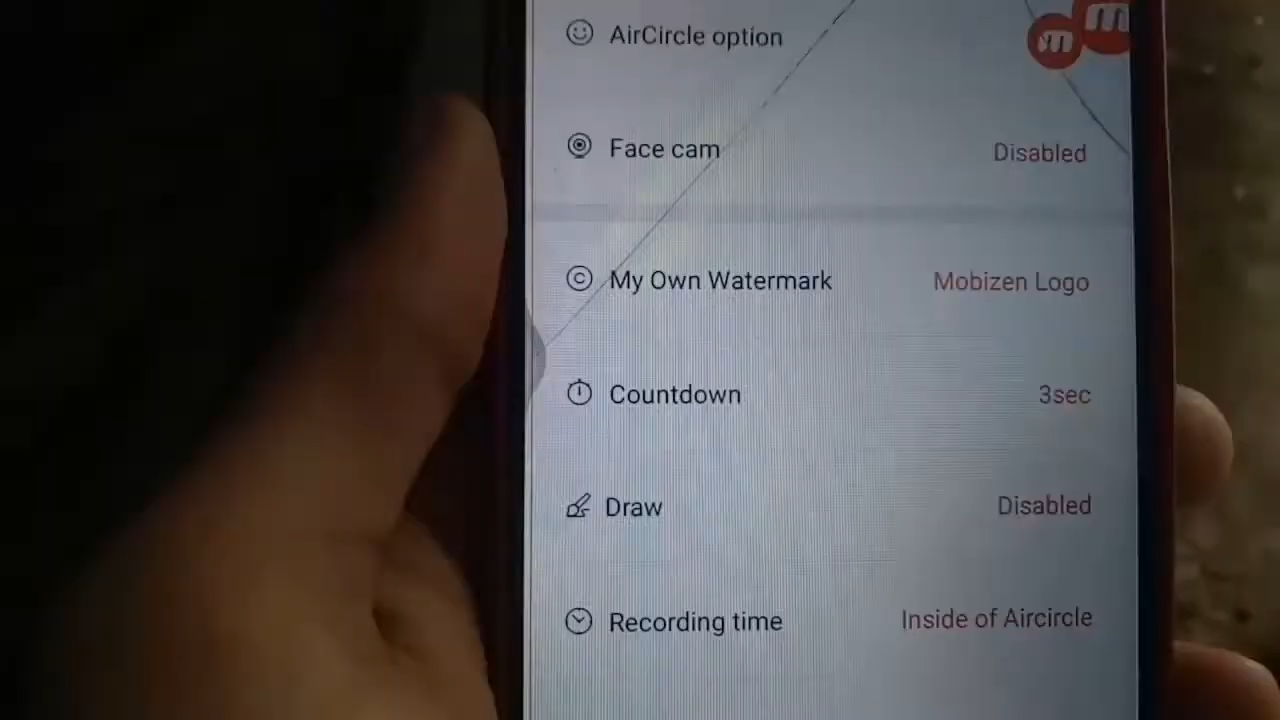 AirCircle option
Face cam
Disabled
My Own Watermark
Mobizen Logo
Countdown
3sec
Draw
Disabled
Recording time
Inside of Aircircle